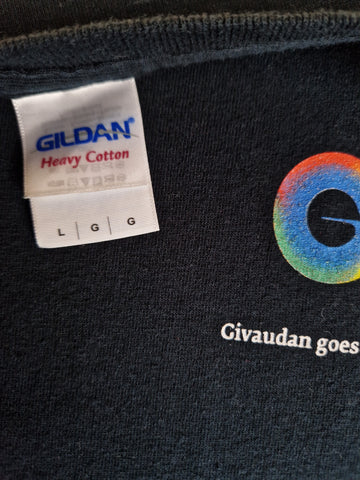 GILDAN®
Heavy Cotton
L G G
Givaudan goes